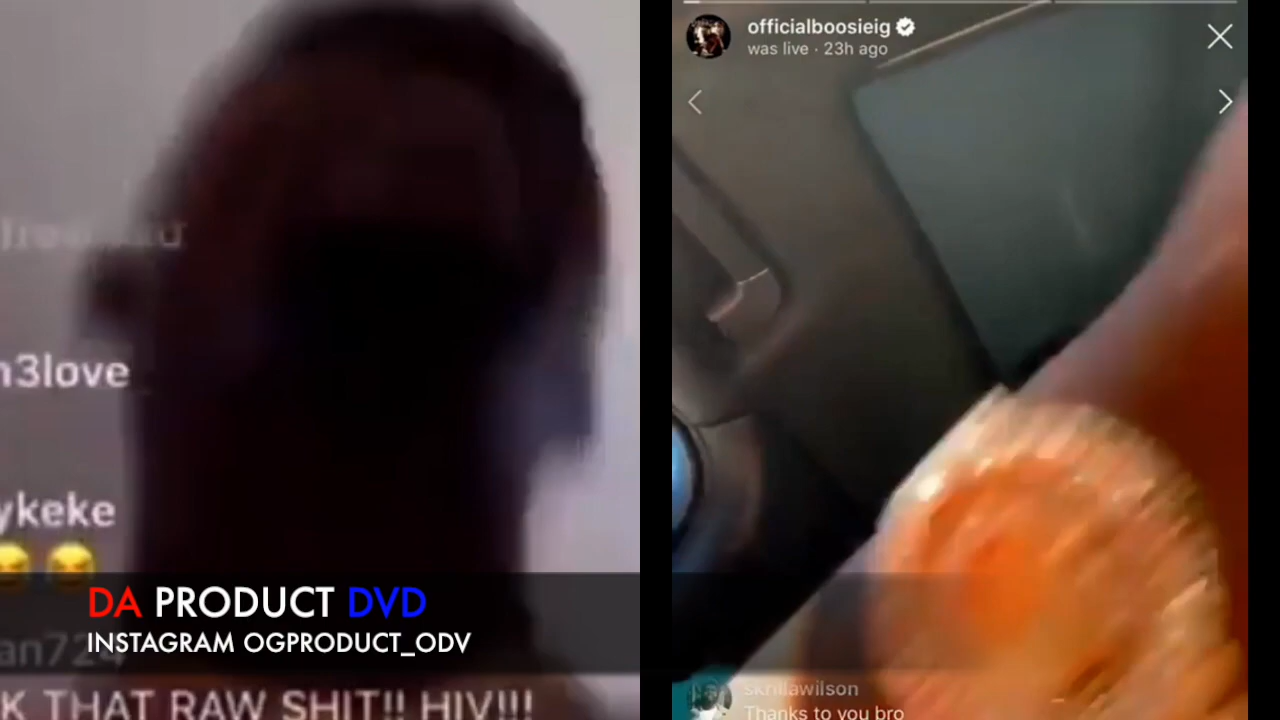 n3love
ykeke
DA PRODUCT DVD
INSTAGRAM OGPRODUCT_ODV
an724
K THAT RAW SHIT!! HIV!!!
officialboosieig
was live · 23h ago
skrillawilson
Thanks to you bro